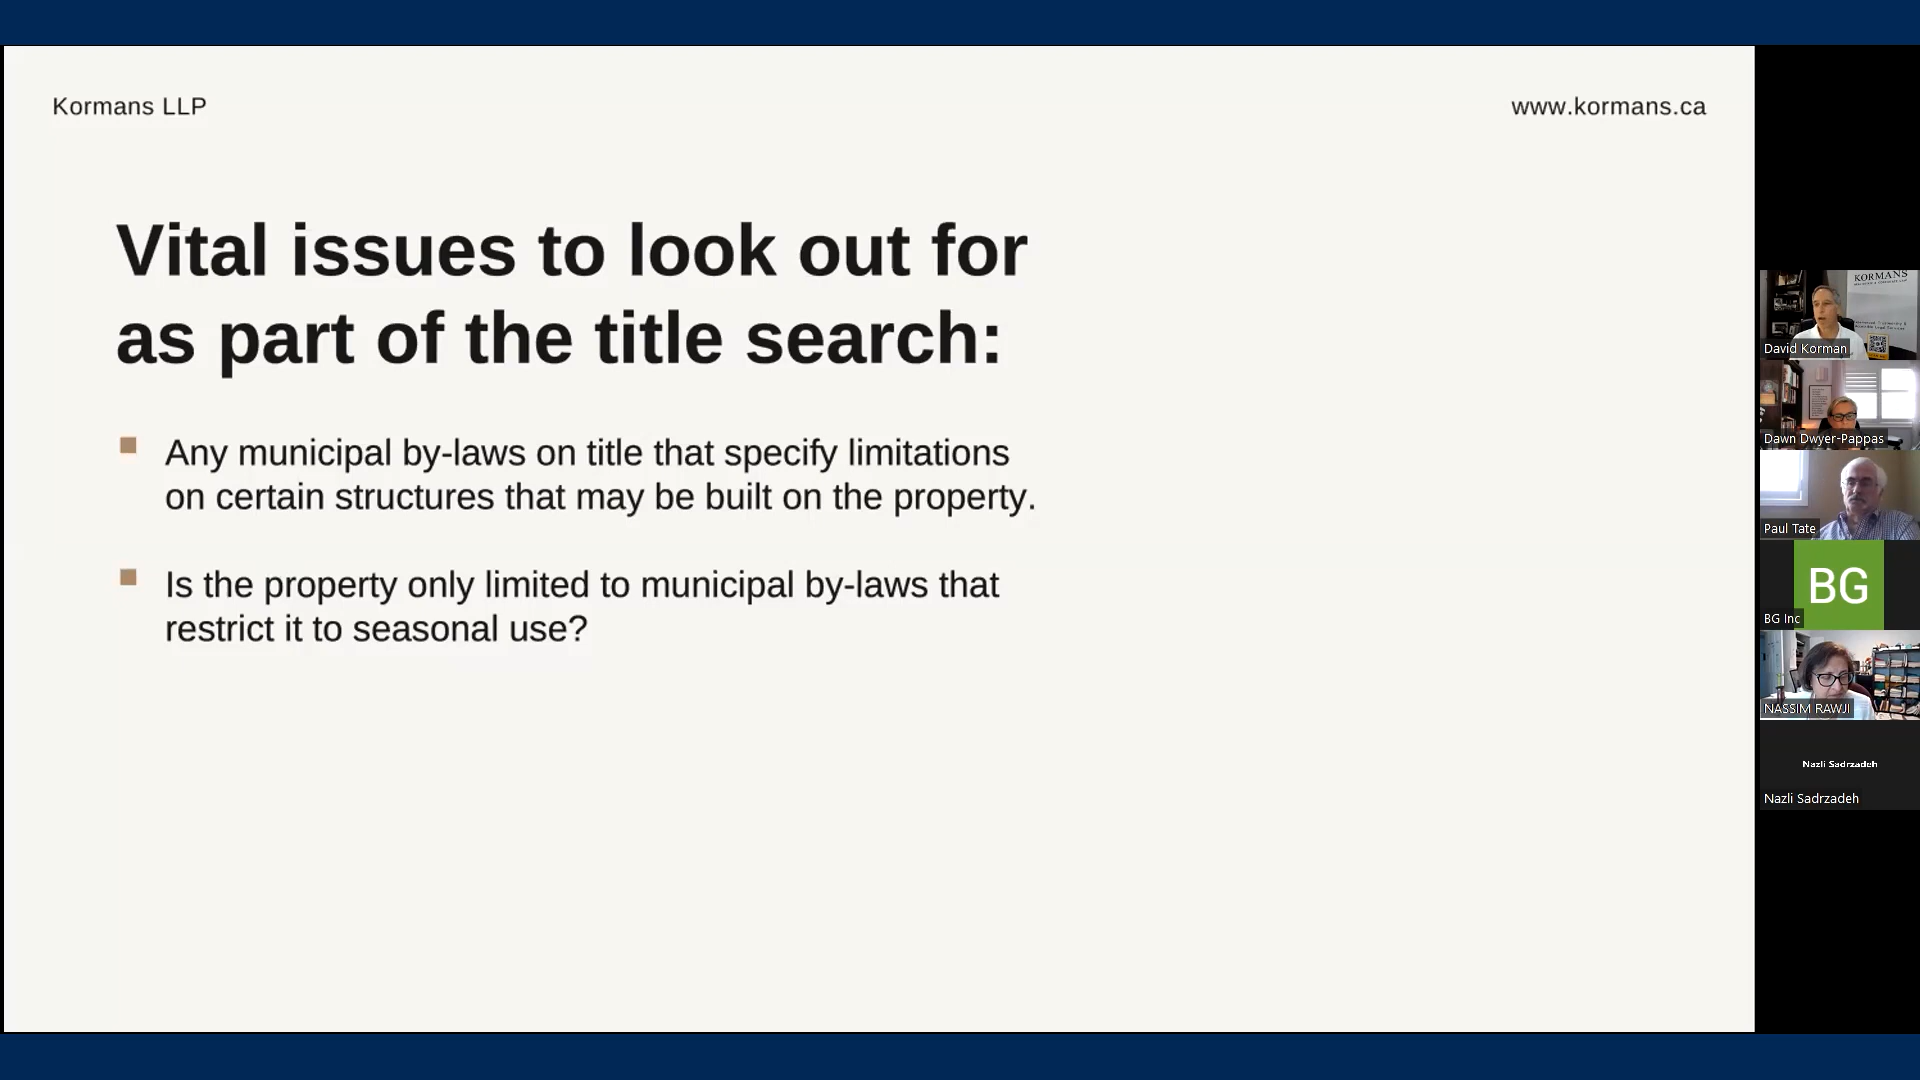 Kormans LLP
www.kormans.ca
Vital issues to look out for
as part of the title search:
Any municipal by-laws on title that specify limitations
on certain structures that may be built on the property.
Is the property only limited to municipal by-laws that
restrict it to seasonal use?
KORMANS
David Korman
Dawn Dwyer-Pappas
Paul Tate
BG
BG Inc
NASSIM RAWJI
Nazli Sadrzadeh
Nazli Sadrzadeh